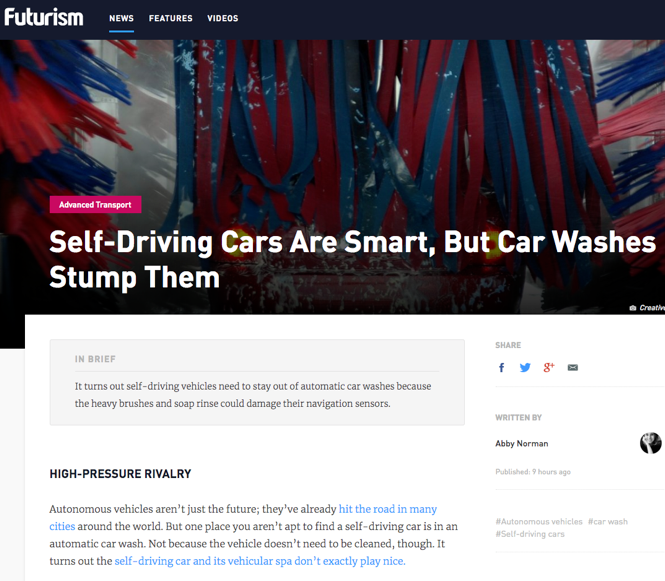 Futurism
NEWS
FEATURES
VIDEOS
Advanced Transport
Self-Driving Cars Are Smart, But Car Washes
Stump Them
Creative
IN BRIEF
It turns out self-driving vehicles need to stay out of automatic car washes because
the heavy brushes and soap rinse could damage their navigation sensors.
HIGH-PRESSURE RIVALRY
Autonomous vehicles aren’t just the future; they’ve already hit the road in many
cities around the world. But one place you aren’t apt to find a self-driving car is in an
automatic car wash. Not because the vehicle doesn’t need to be cleaned, though. It
turns out the self-driving car and its vehicular spa don’t exactly play nice.
SHARE
WRITTEN BY
Abby Norman
Published: 9 hours ago
#Autonomous vehicles #car wash
#Self-driving cars